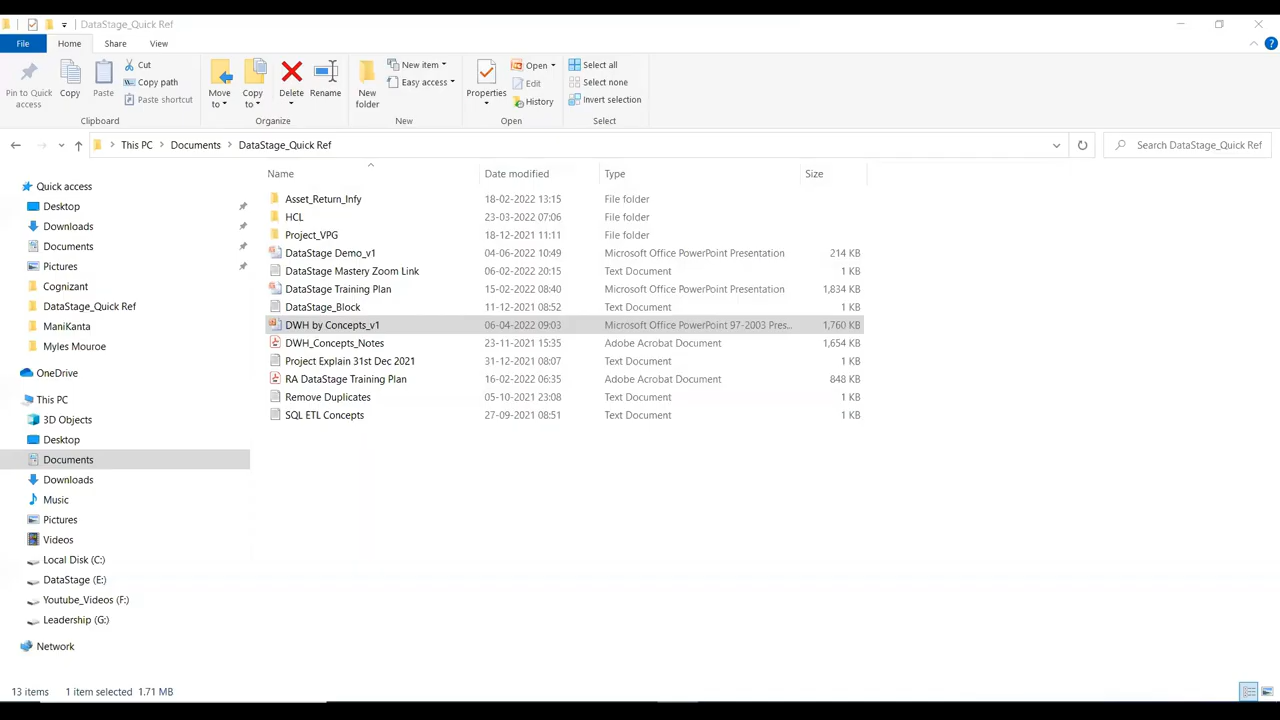 DataStage_Quick Ref
File Home Share View
Pin to Quick access
Copy
Paste
Cut
Copy path
Paste shortcut
Clipboard
Move to
Copy to
Delete
Rename
Organize
New folder
New item
Easy access
New
Properties
Open
Edit
History
Open
Select all
Select none
Invert selection
Select
This PC > Documents > DataStage_Quick Ref
Search DataStage_Quick Ref
Name Date modified Type Size
Asset_Return_Infy 18-02-2022 13:15 File folder
HCL 23-03-2022 07:06 File folder
Project_VPG 18-12-2021 11:11 File folder
DataStage Demo_v1 04-06-2022 10:49 Microsoft Office PowerPoint Presentation 214 KB
DataStage Mastery Zoom Link 06-02-2022 20:15 Text Document 1 KB
DataStage Training Plan 15-02-2022 08:40 Microsoft Office PowerPoint Presentation 1,834 KB
DataStage_Block 11-12-2021 08:52 Text Document 1 KB
DWH by Concepts_v1 06-04-2022 09:03 Microsoft Office PowerPoint 97-2003 Pres... 1,760 KB
DWH_Concepts_Notes 23-11-2021 15:35 Adobe Acrobat Document 1,654 KB
Project Explain 31st Dec 2021 31-12-2021 08:07 Text Document 1 KB
RA DataStage Training Plan 16-02-2022 06:35 Adobe Acrobat Document 848 KB
Remove Duplicates 05-10-2021 23:08 Text Document 1 KB
SQL ETL Concepts 27-09-2021 08:51 Text Document 1 KB
Quick access
Desktop
Downloads
Documents
Pictures
Cognizant
DataStage_Quick Ref
ManiKanta
Myles Mouroe
OneDrive
This PC
3D Objects
Desktop
Documents
Downloads
Music
Pictures
Videos
Local Disk (C:)
DataStage (E:)
Youtube_Videos (F:)
Leadership (G:)
Network
13 items 1 item selected 1.71 MB